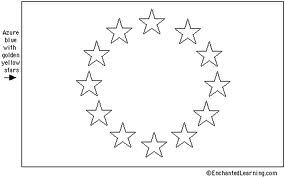 Azure
blue
with
golden
yellow
stars
©EnchantedLearning.com